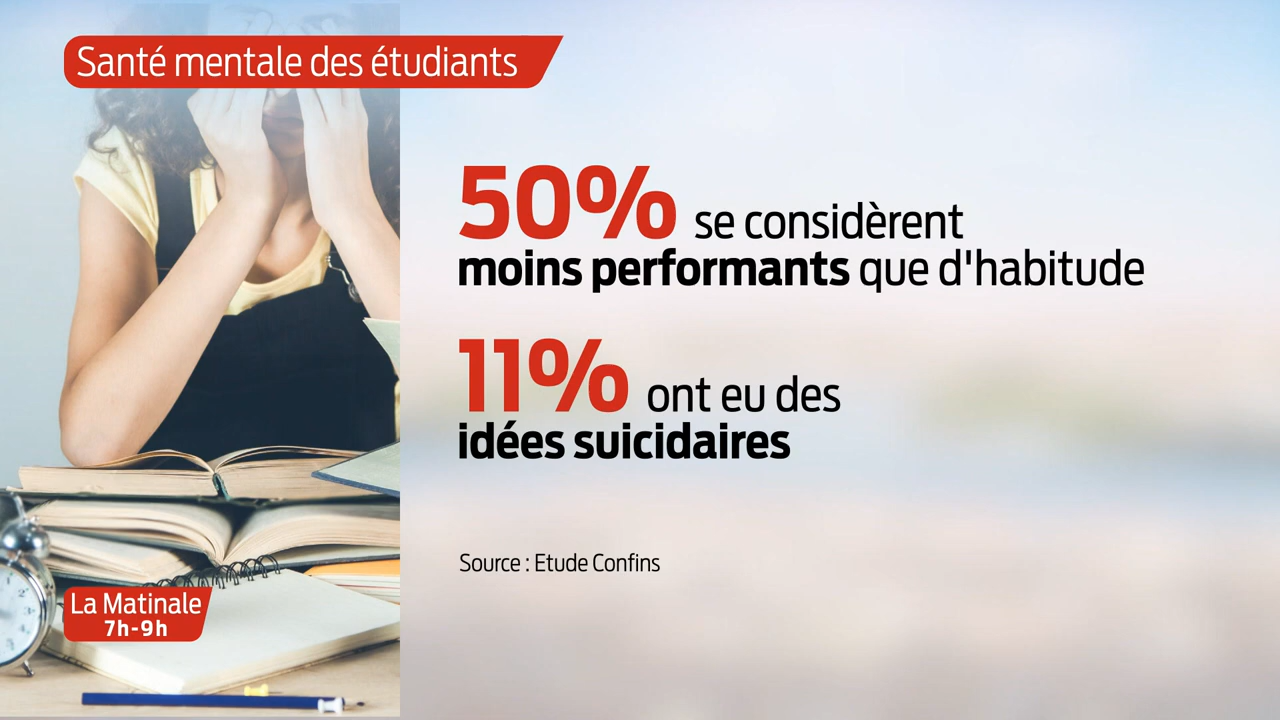 Santé mentale des étudiants
50% se considèrent
moins performants que d'habitude
11% ont eu des
idées suicidaires
Source : Etude Confins
La Matinale
7h-9h